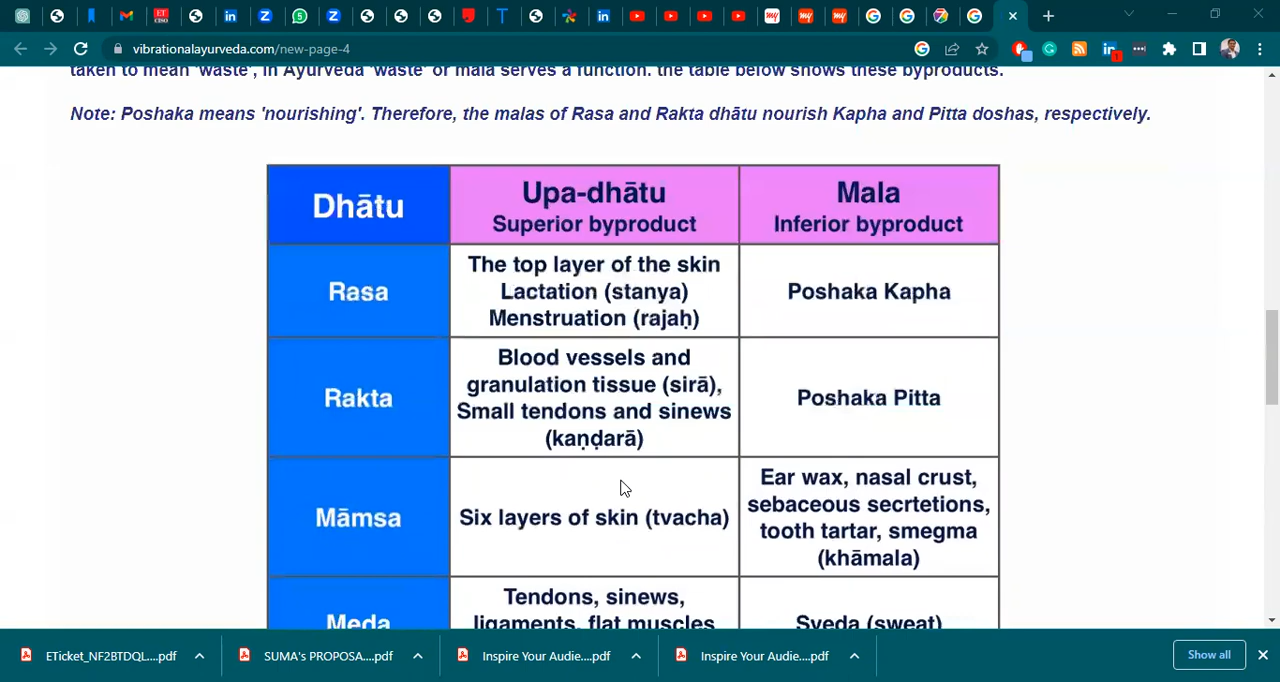 vibrationalayurveda.com/new-page-4
taken to mean 'waste', in Ayurveda 'waste' or mala serves a function. the table below shows these byproducts.
Note: Poshaka means 'nourishing'. Therefore, the malas of Rasa and Rakta dhātu nourish Kapha and Pitta doshas, respectively.
Dhātu
Upa-dhātu
Superior byproduct
Mala
Inferior byproduct
Rasa
The top layer of the skin
Lactation (stanya)
Menstruation (rajaḥ)
Poshaka Kapha
Rakta
Blood vessels and
granulation tissue (sirā),
Small tendons and sinews
(kaṇḍarā)
Poshaka Pitta
Māmsa
Six layers of skin (tvacha)
Ear wax, nasal crust,
sebaceous secrtetions,
tooth tartar, smegma
(khāmala)
Meda
Tendons, sinews,
ligaments, flat muscles
Sveda (sweat)
ETicket_NF2BTDQL....pdf
SUMA's PROPOSA....pdf
Inspire Your Audie....pdf
Inspire Your Audie....pdf
Show all